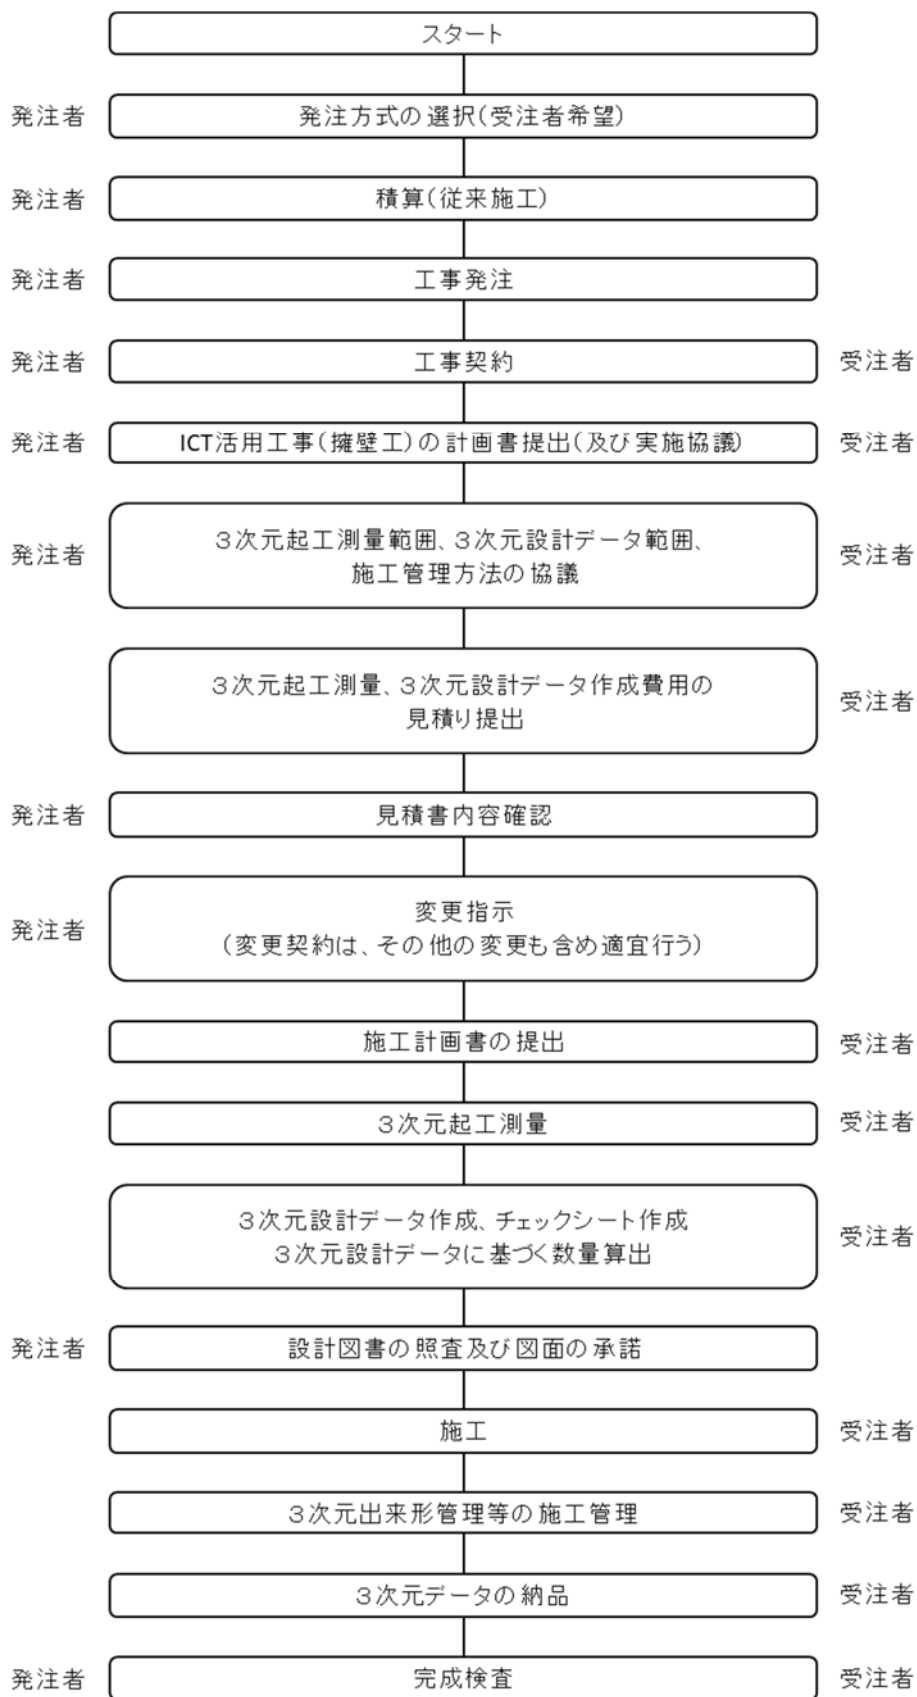 スタート
発注者 発注方式の選択(受注者希望)
発注者 積算(従来施工)
発注者 工事発注
発注者 工事契約 受注者
発注者 ICT活用工事(擁壁工)の計画書提出(及び実施協議) 受注者
発注者 3次元起工測量範囲、3次元設計データ範囲、 受注者
施工管理方法の協議
3次元起工測量、3次元設計データ作成費用の 受注者
見積り提出
発注者 見積書内容確認
発注者 変更指示
(変更契約は、その他の変更も含め適宜行う)
施工計画書の提出 受注者
3次元起工測量 受注者
3次元設計データ作成、チェックシート作成 受注者
3次元設計データに基づく数量算出
発注者 設計図書の照査及び図面の承諾
施工 受注者
3次元出来形管理等の施工管理 受注者
3次元データの納品 受注者
発注者 完成検査 受注者